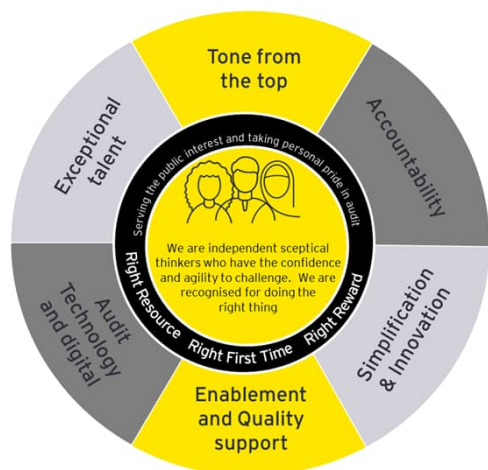 Tone from
the top
Accountability
Simplification
& Innovation
Enablement
and Quality
support
Audit
Technology
and digital
Exceptional
talent
Serving the public interest and taking personal pride in audit
We are independent sceptical
thinkers who have the confidence
and agility to challenge. We are
recognised for doing the
right thing
Right Resource
Right First Time
Right Reward